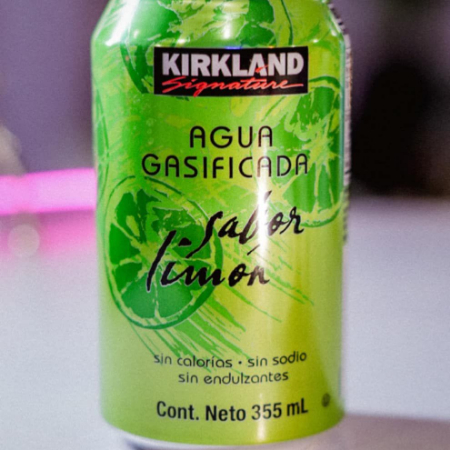 KIRKLAND
Signature
AGUA
GASIFICADA
sabor
limón
sin calorías • sin sodio
sin endulzantes
Cont. Neto 355 mL